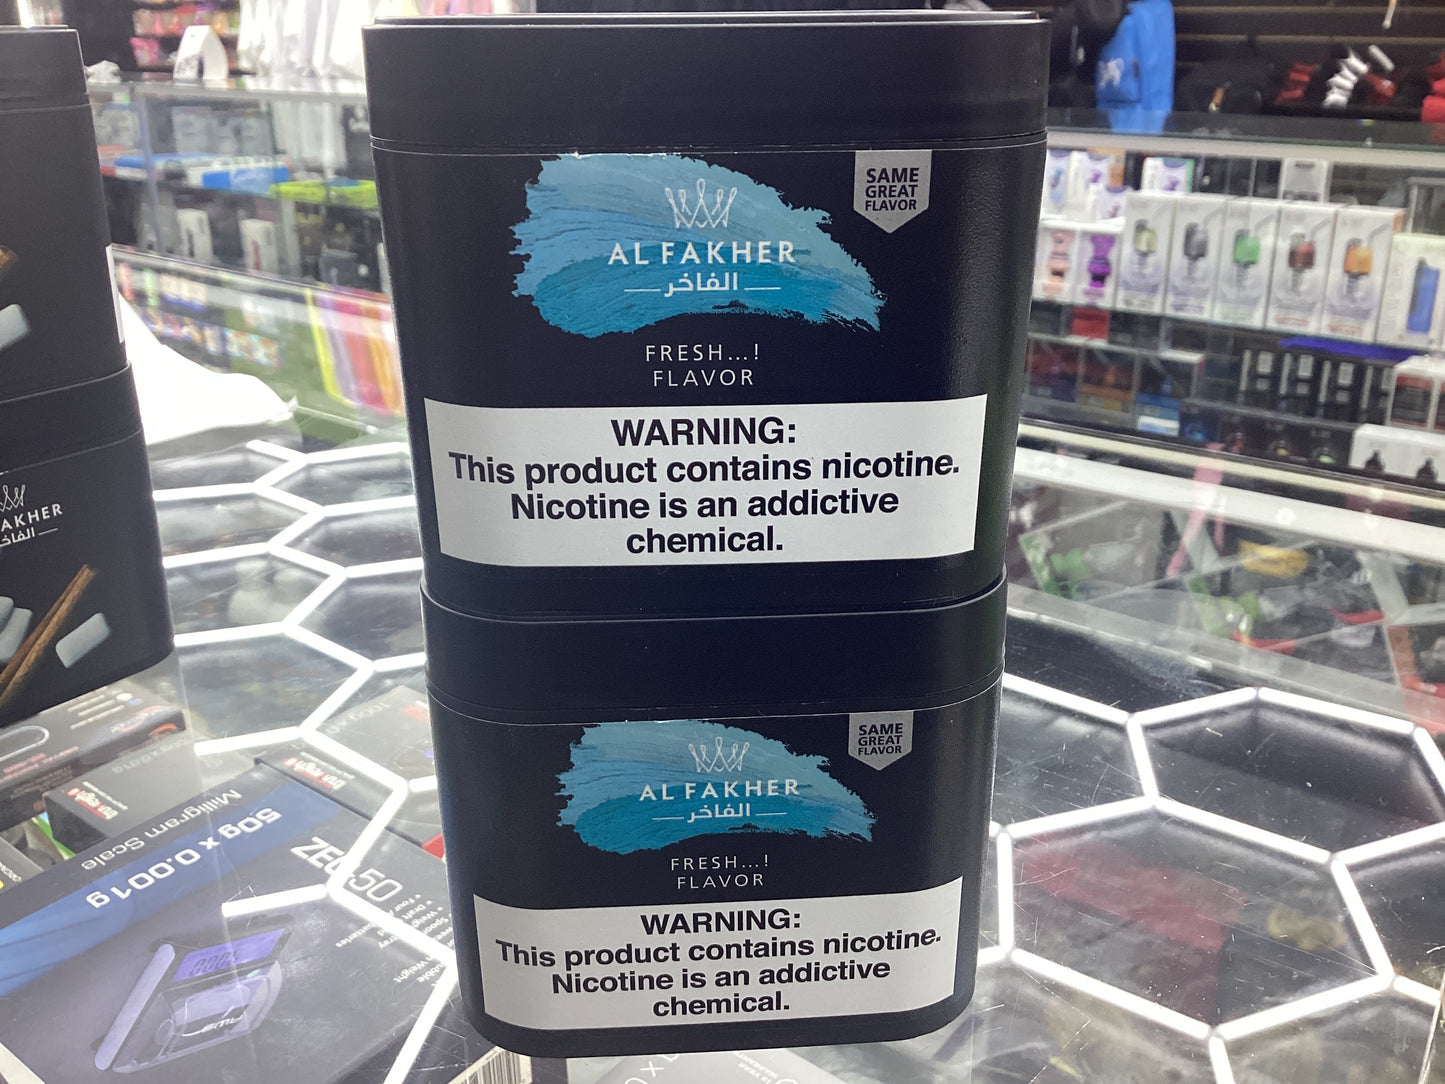 SAME
GREAT
FLAVOR
AL FAKHER
الفاخر
FRESH...!
FLAVOR
WARNING:
This product contains nicotine.
Nicotine is an addictive
chemical.
SAME
GREAT
FLAVOR
AL FAKHER
الفاخر
FRESH...!
FLAVOR
WARNING:
This product contains nicotine.
Nicotine is an addictive
chemical.
AKHER
الفاخر
50g x 0.001g
Milligram Scale